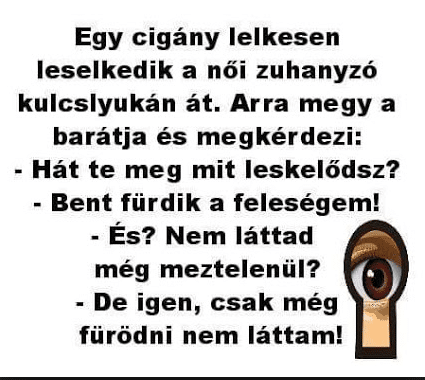 Egy cigány lelkesen
leselkedik a női zuhanyzó
kulcslyukán át. Arra megy a
barátja és megkérdezi:
- Hát te meg mit leskelődsz?
- Bent fürdik a feleségem!
- És? Nem láttad
még meztelenül?
- De igen, csak még
fürödni nem láttam!